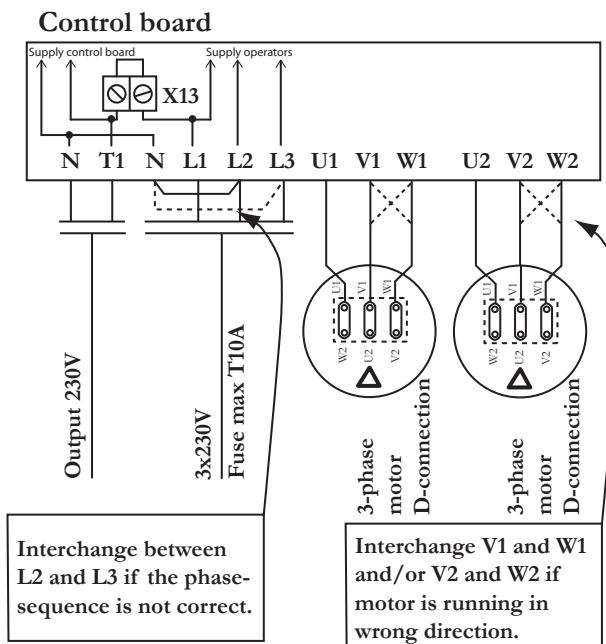 Control board
Supply control board
Supply operators
X13
N T1 N L1 L2 L3 U1 V1 W1 U2 V2 W2
U1 V1 W1
W2 U2 V2
U1 V1 W1
W2 U2 V2
Output 230V
3x230V
Fuse max T10A
3-phase
motor
D-connection
3-phase
motor
D-connection
Interchange between
L2 and L3 if the phase-
sequence is not correct.
Interchange V1 and W1
and/or V2 and W2 if
motor is running in
wrong direction.